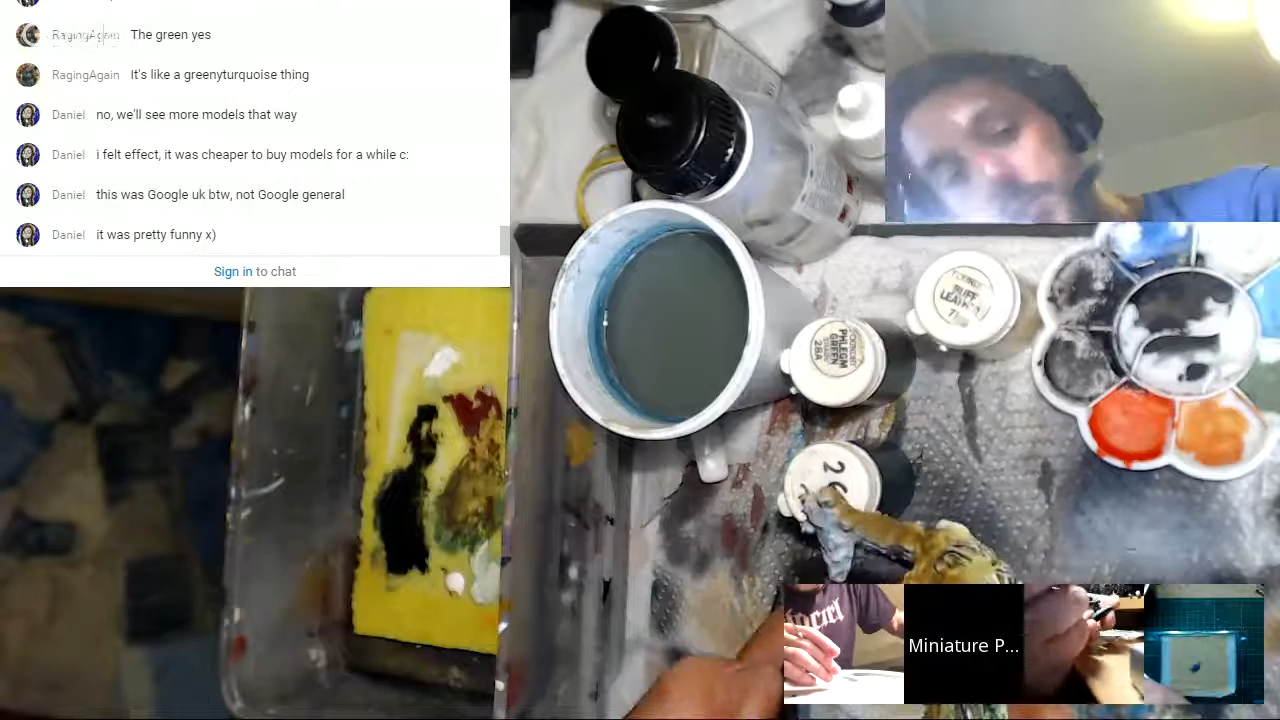 RagingAgain The green yes
RagingAgain It's like a greenyturquoise thing
Daniel no, we'll see more models that way
Daniel i felt effect, it was cheaper to buy models for a while c:
Daniel this was Google uk btw, not Google general
Daniel it was pretty funny x)
Sign in to chat
PHLEGM
GREEN
28A
BUFF
LEATHER
Miniature P...